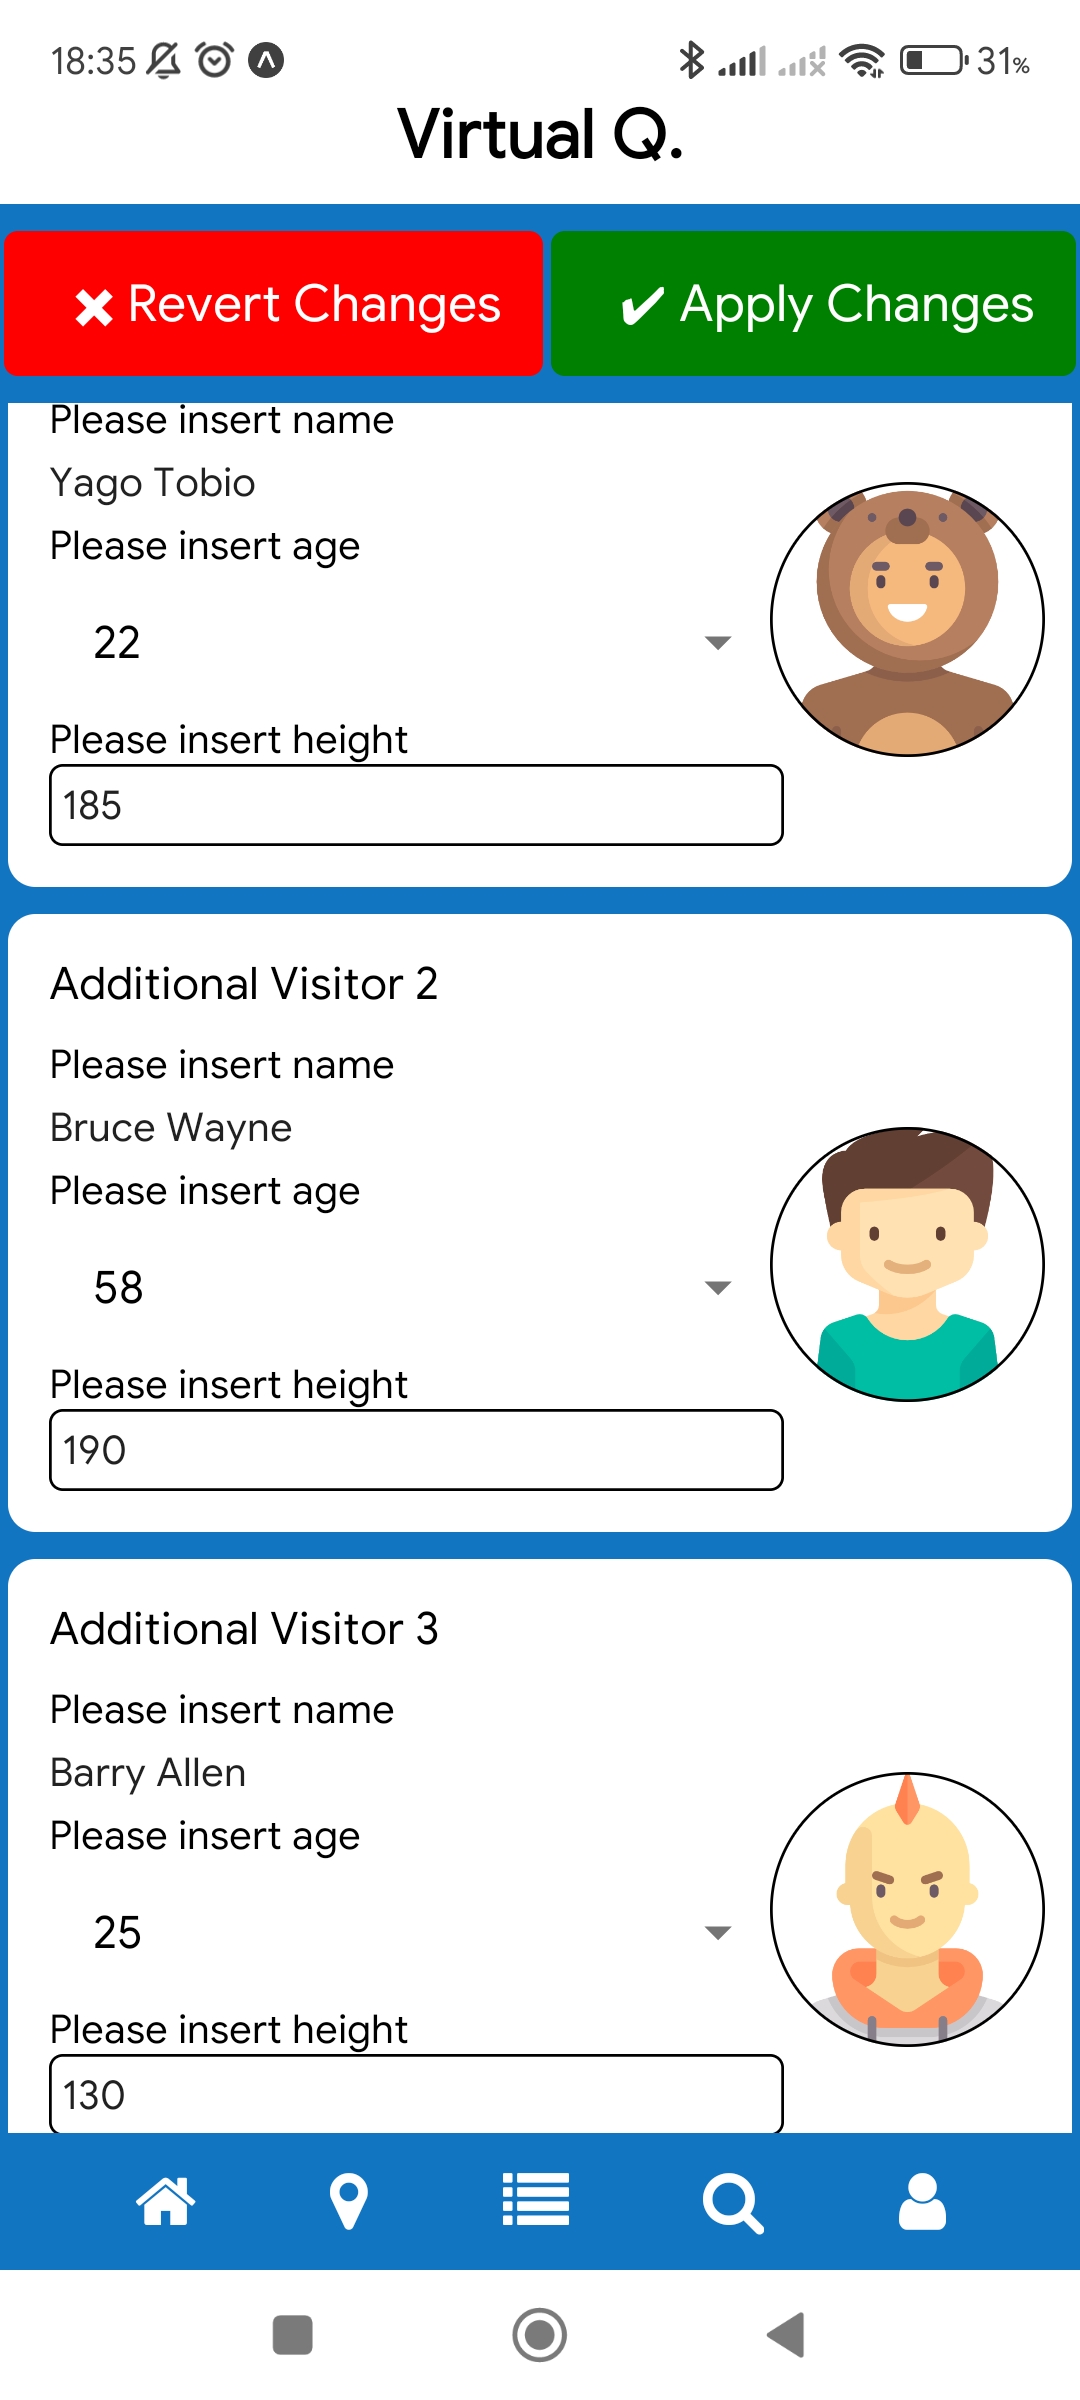 18:35 31%
Virtual Q.
Revert Changes Apply Changes
Please insert name
Yago Tobio
Please insert age
22
Please insert height
185
Additional Visitor 2
Please insert name
Bruce Wayne
Please insert age
58
Please insert height
190
Additional Visitor 3
Please insert name
Barry Allen
Please insert age
25
Please insert height
130